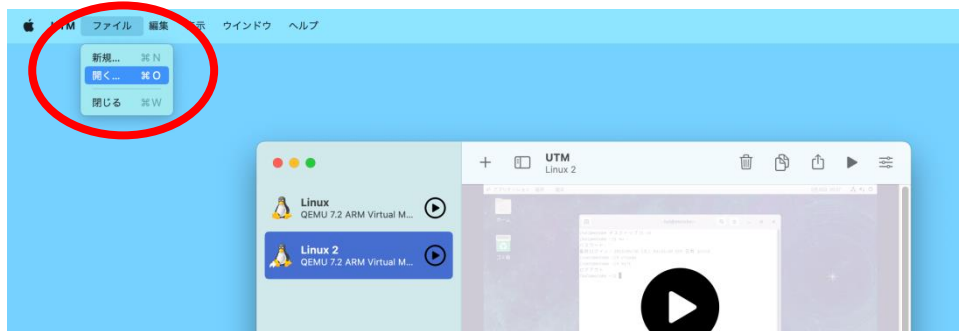 UTM ファイル 編集 表示 ウインドウ ヘルプ
新規... ⌘N
開く... ⌘O
閉じる ⌘W
UTM
Linux 2
Linux
QEMU 7.2 ARM Virtual M...
Linux 2
QEMU 7.2 ARM Virtual M...